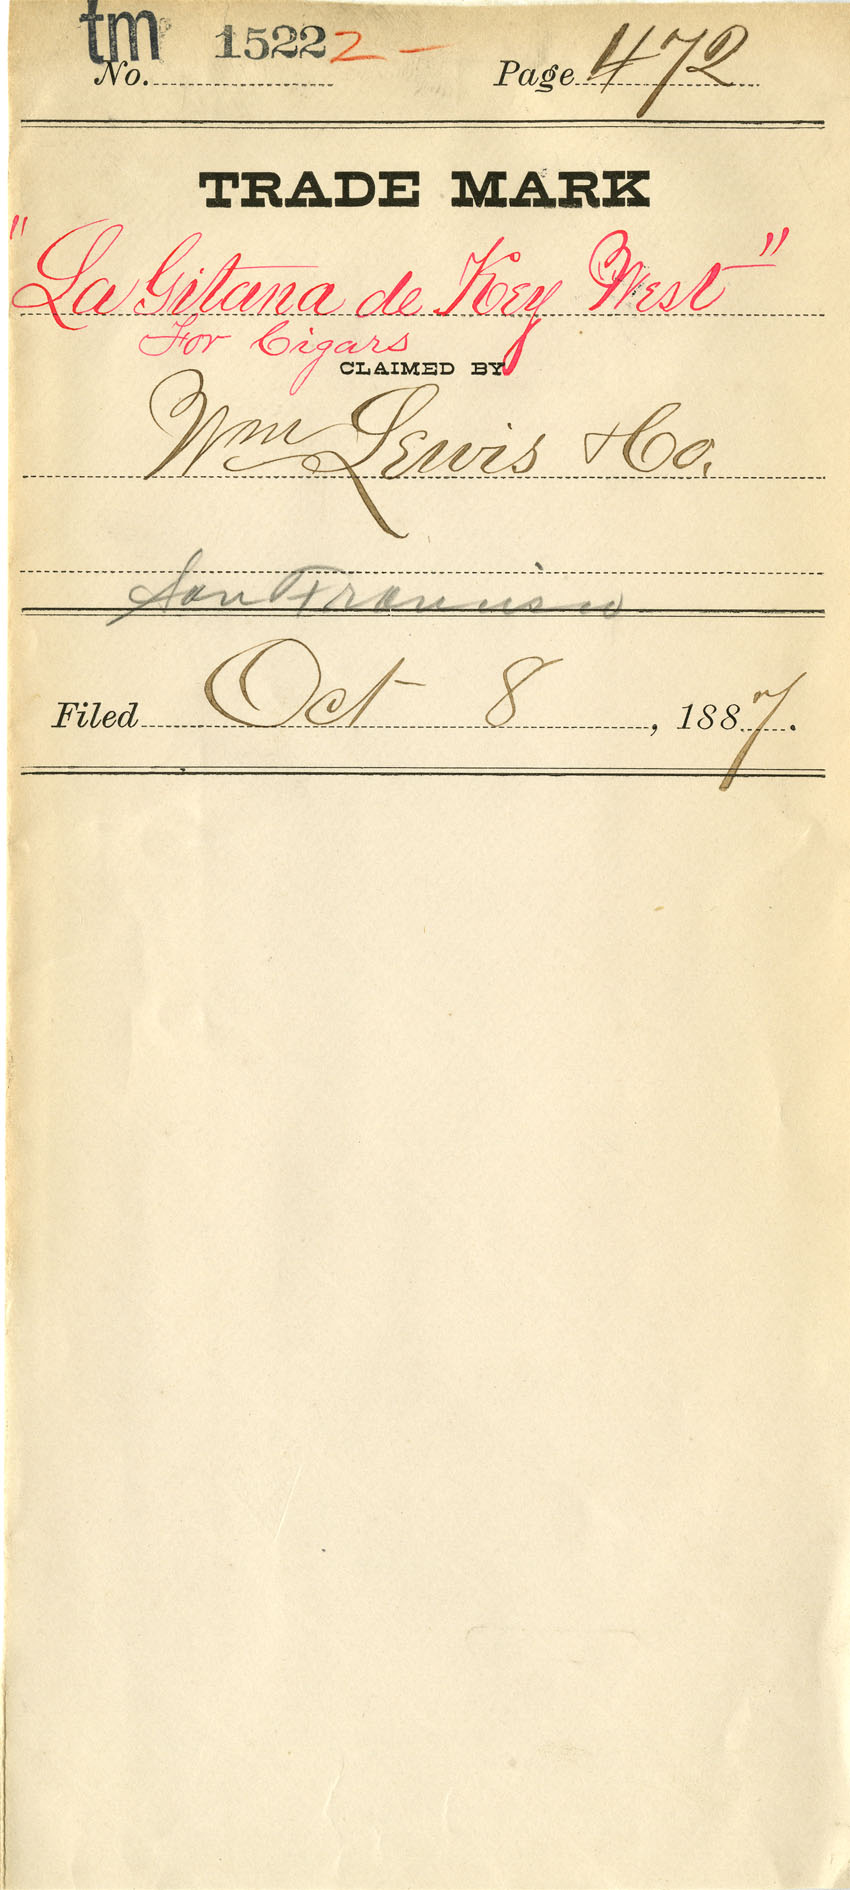 tm 15222 -
No. Page 472
TRADE MARK
"La Gitana de Key West"
For Cigars
CLAIMED BY
Wm Lewis & Co.
San Francisco
Filed Oct 8, 1887.